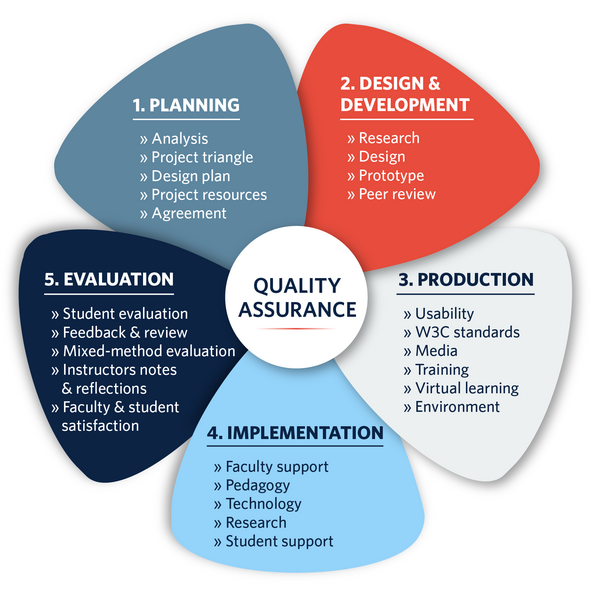 1. PLANNING
» Analysis
» Project triangle
» Design plan
» Project resources
» Agreement
2. DESIGN &
DEVELOPMENT
» Research
» Design
» Prototype
» Peer review
3. PRODUCTION
» Usability
» W3C standards
» Media
» Training
» Virtual learning
» Environment
4. IMPLEMENTATION
» Faculty support
» Pedagogy
» Technology
» Research
» Student support
5. EVALUATION
» Student evaluation
» Feedback & review
» Mixed-method evaluation
» Instructors notes
& reflections
» Faculty & student
satisfaction
QUALITY
ASSURANCE